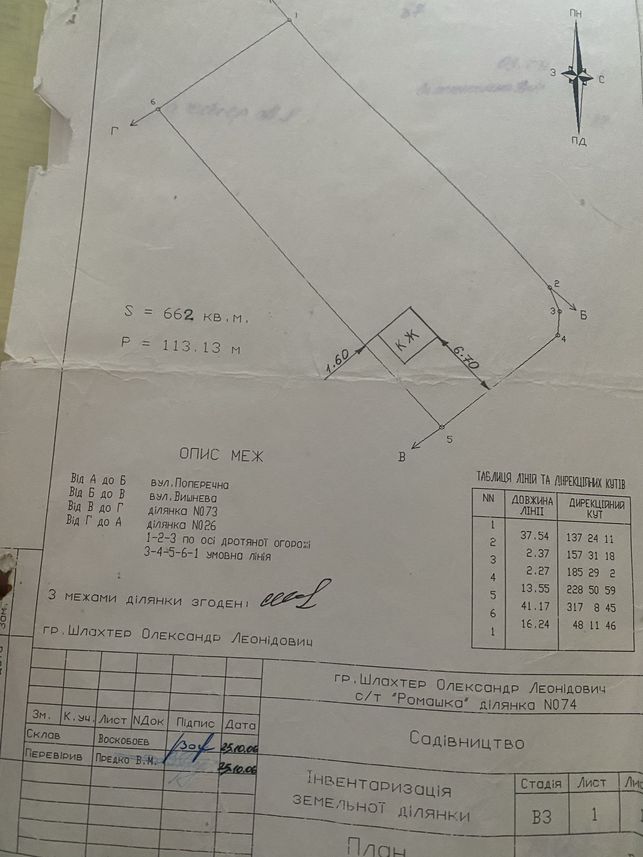 ПН
З С
ПД
1
6
Г
2
Б
3
4
S = 662 кв.м.
P = 113.13 м
КЖ
1.60
6.70
5
В
ОПИС МЕЖ
Від А до Б вул.Поперечна
Від Б до В вул.Вишнева
Від В до Г ділянка N073
Від Г до А ділянка N026
1-2-3 по осі дротяної огорожі
3-4-5-6-1 умовна лінія
ТАБЛИЦЯ ЛІНІЙ ТА ДИРЕКЦІЙНИХ КУТІВ
NN ДОВЖИНА ЛІНІІ ДИРЕКЦІЙНИЙ КУТ
1
37.54 137 24 11
2
2.37 157 31 18
3
2.27 185 29 2
4
13.55 228 50 59
5
41.17 317 8 45
6
16.24 48 11 46
1
З межами ділянки згоден:
гр.Шлахтер Олександр Леонідович
гр.Шлахтер Олександр Леонідович
с/т "Ромашка" ділянка N074
Зм. К.уч. Лист NДок Підпис Дата
Склав Воскобоев 25.10.06
Перевірив Предко В.М. 25.10.06
Садівництво
Інвентаризація
земельної ділянки
Стадія Лист
ВЗ 1
План
зам.